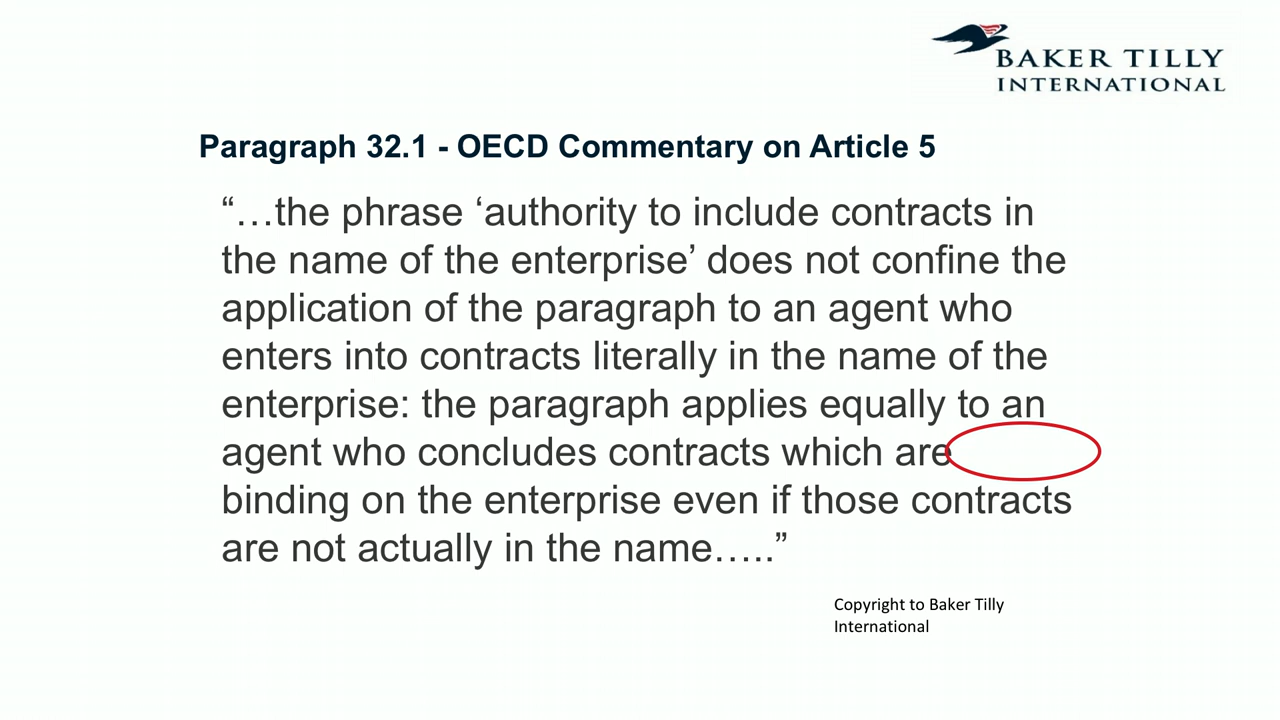 BAKER TILLY
INTERNATIONAL
Paragraph 32.1 - OECD Commentary on Article 5
“…the phrase ‘authority to include contracts in
the name of the enterprise’ does not confine the
application of the paragraph to an agent who
enters into contracts literally in the name of the
enterprise: the paragraph applies equally to an
agent who concludes contracts which are
binding on the enterprise even if those contracts
are not actually in the name…..”
Copyright to Baker Tilly
International